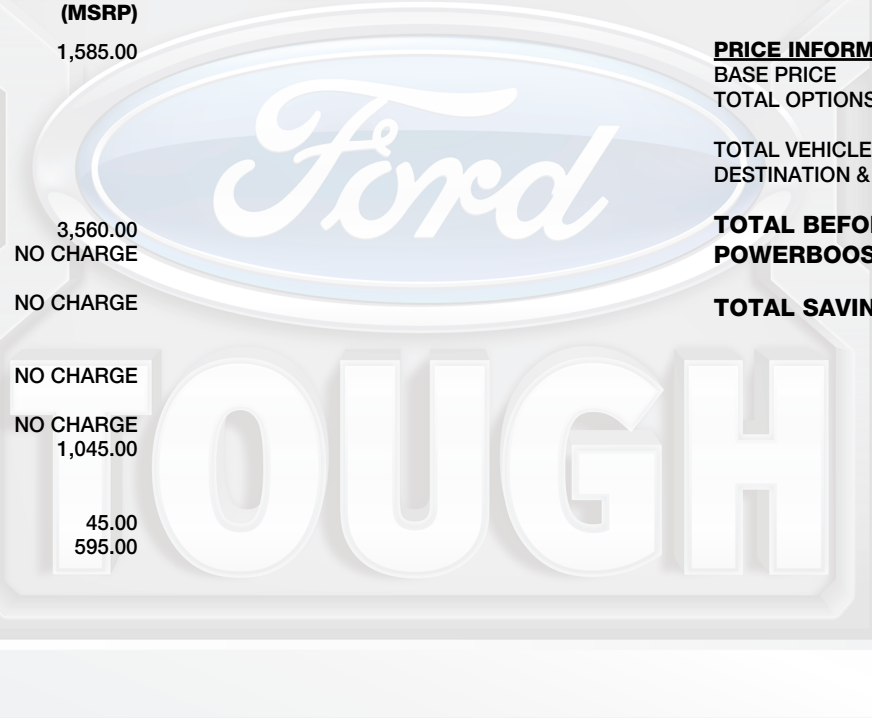 (MSRP)
1,585.00
3,560.00
NO CHARGE
NO CHARGE
NO CHARGE
NO CHARGE
1,045.00
45.00
595.00
PRICE INFORM
BASE PRICE
TOTAL OPTIONS
TOTAL VEHICLE
DESTINATION &
TOTAL BEFO
POWERBOOS
TOTAL SAVIN
Ford
TOUGH